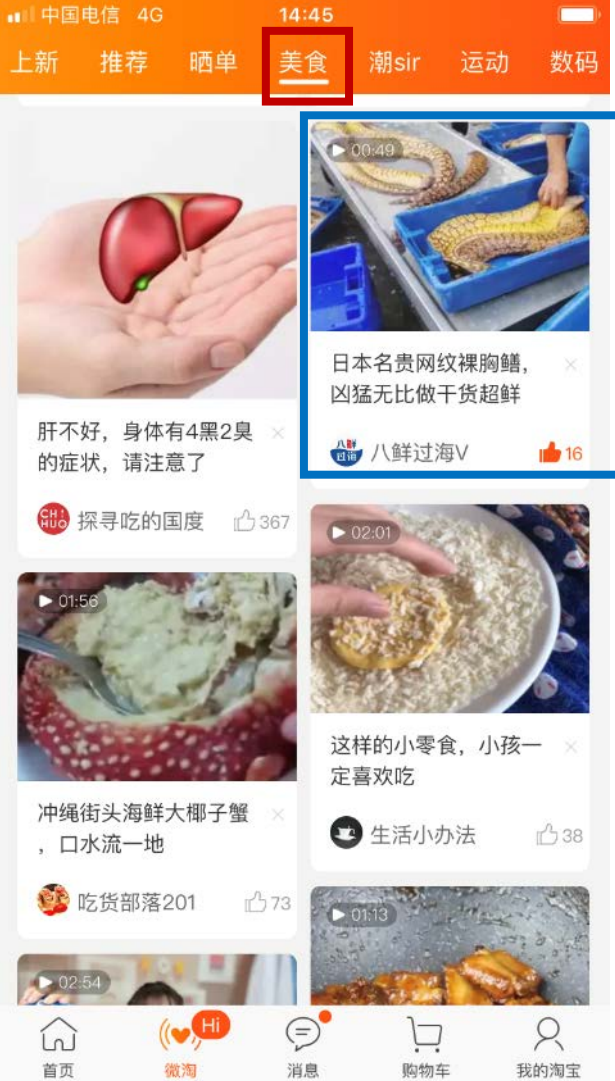 中国电信 4G 14:45
上新 推荐 晒单 美食 潮sir 运动 数码
肝不好，身体有4黑2臭
的症状，请注意了
CH!
HUO
探寻吃的国度 367
01:56
冲绳街头海鲜大椰子蟹
，口水流一地
吃货部落201 73
02:54
00:49
日本名贵网纹裸胸鳝，
凶猛无比做干货超鲜
八鲜
过海
八鲜过海V 16
02:01
这样的小零食，小孩一
定喜欢吃
生活小办法 38
01:13
Hi
首页 微淘 消息 购物车 我的淘宝